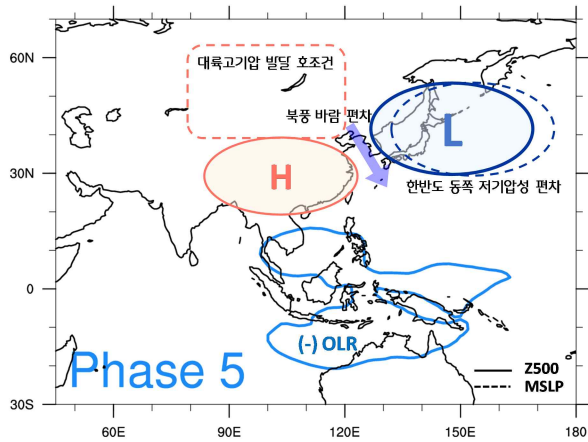 60N
30N
0
30S
대륙고기압 발달 호조건
북풍 바람 편차
H
L
한반도 동쪽 저기압성 편차
(-) OLR
Phase 5
Z500
MSLP
60E
90E
120E
150E
180